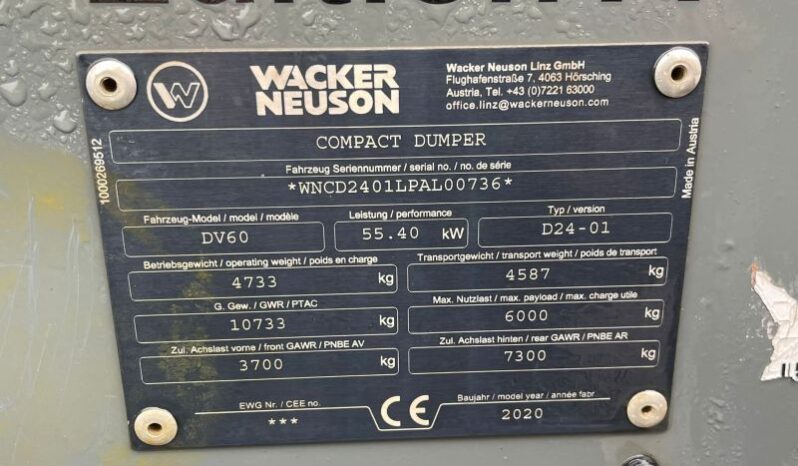 WACKER
NEUSON
Wacker Neuson Linz GmbH
Flughafenstraße 7, 4063 Hörsching
Austria, Tel. +43 (0)7221 63000
office.linz@wackerneuson.com
COMPACT DUMPER
Fahrzeug Seriennummer / serial no. / no. de série
*WNCD2401LPAL00736*
Fahrzeug-Model / model / modèle
DV60
Leistung / performance
55.40 kW
Typ / version
D24-01
Betriebsgewicht / operating weight / poids en charge
4733 kg
Transportgewicht / transport weight / poids de transport
4587 kg
G. Gew. / GWR / PTAC
10733 kg
Max. Nutzlast / max. payload / max. charge utile
6000 kg
Zul. Achslast vorne / front GAWR / PNBE AV
3700 kg
Zul. Achslast hinten / rear GAWR / PNBE AR
7300 kg
EWG Nr. / CEE no.
***
CE
Baujahr / model year / année fabr.
2020
1000269512
Made in Austria